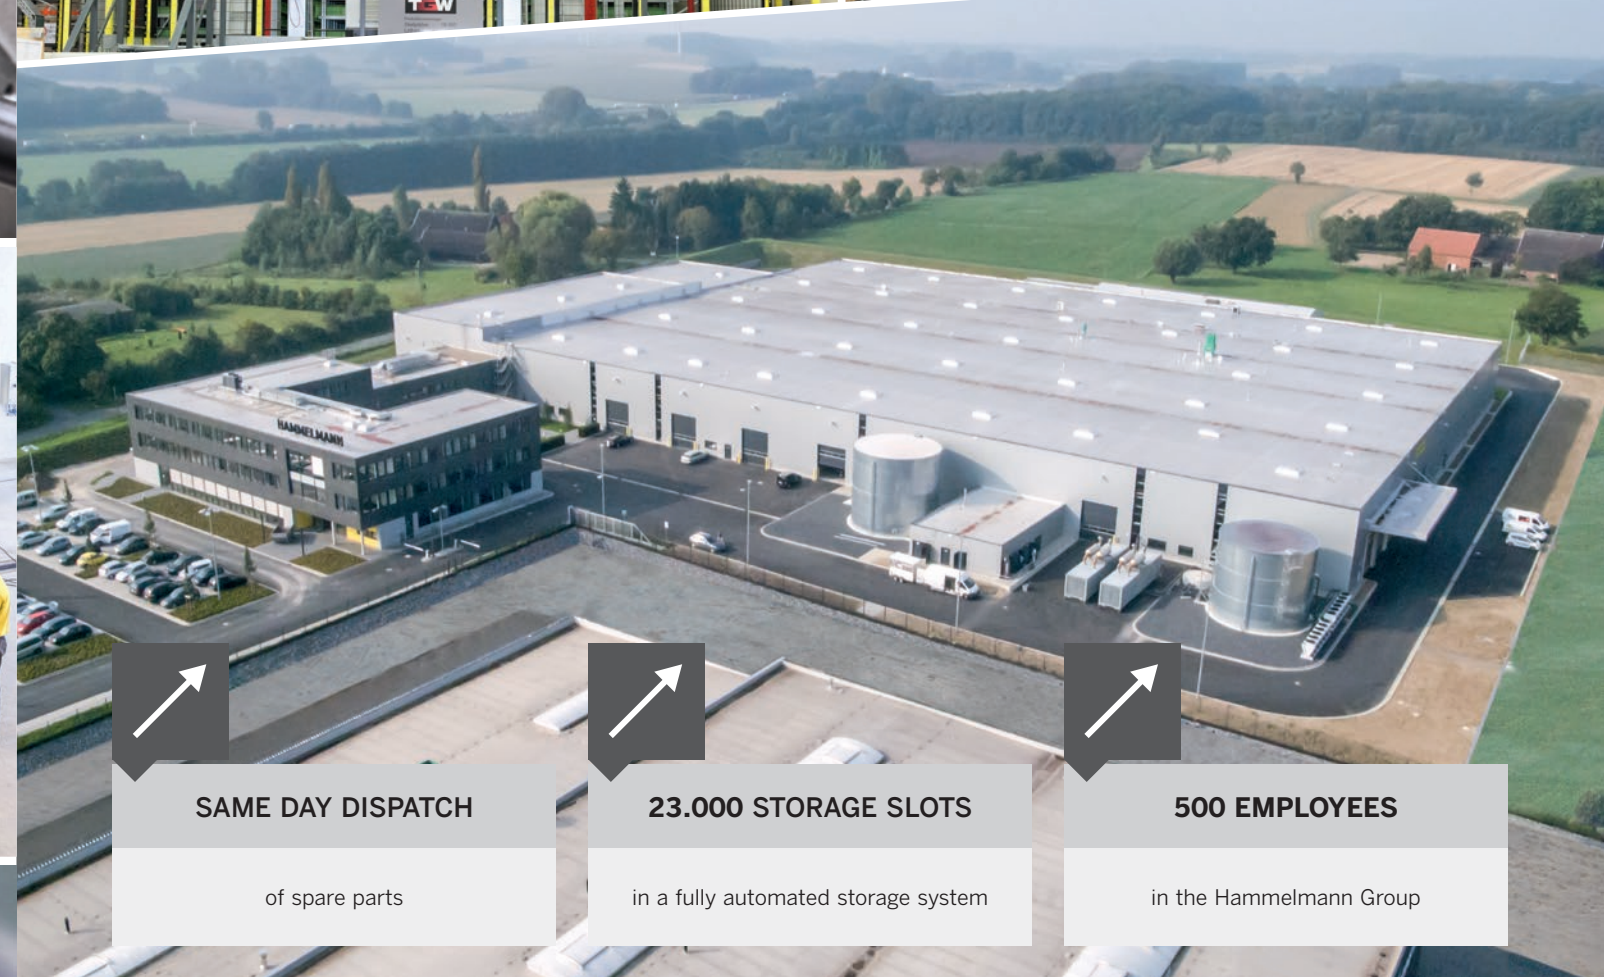 TGW
HAMMELMANN
SAME DAY DISPATCH
of spare parts
23.000 STORAGE SLOTS
in a fully automated storage system
500 EMPLOYEES
in the Hammelmann Group